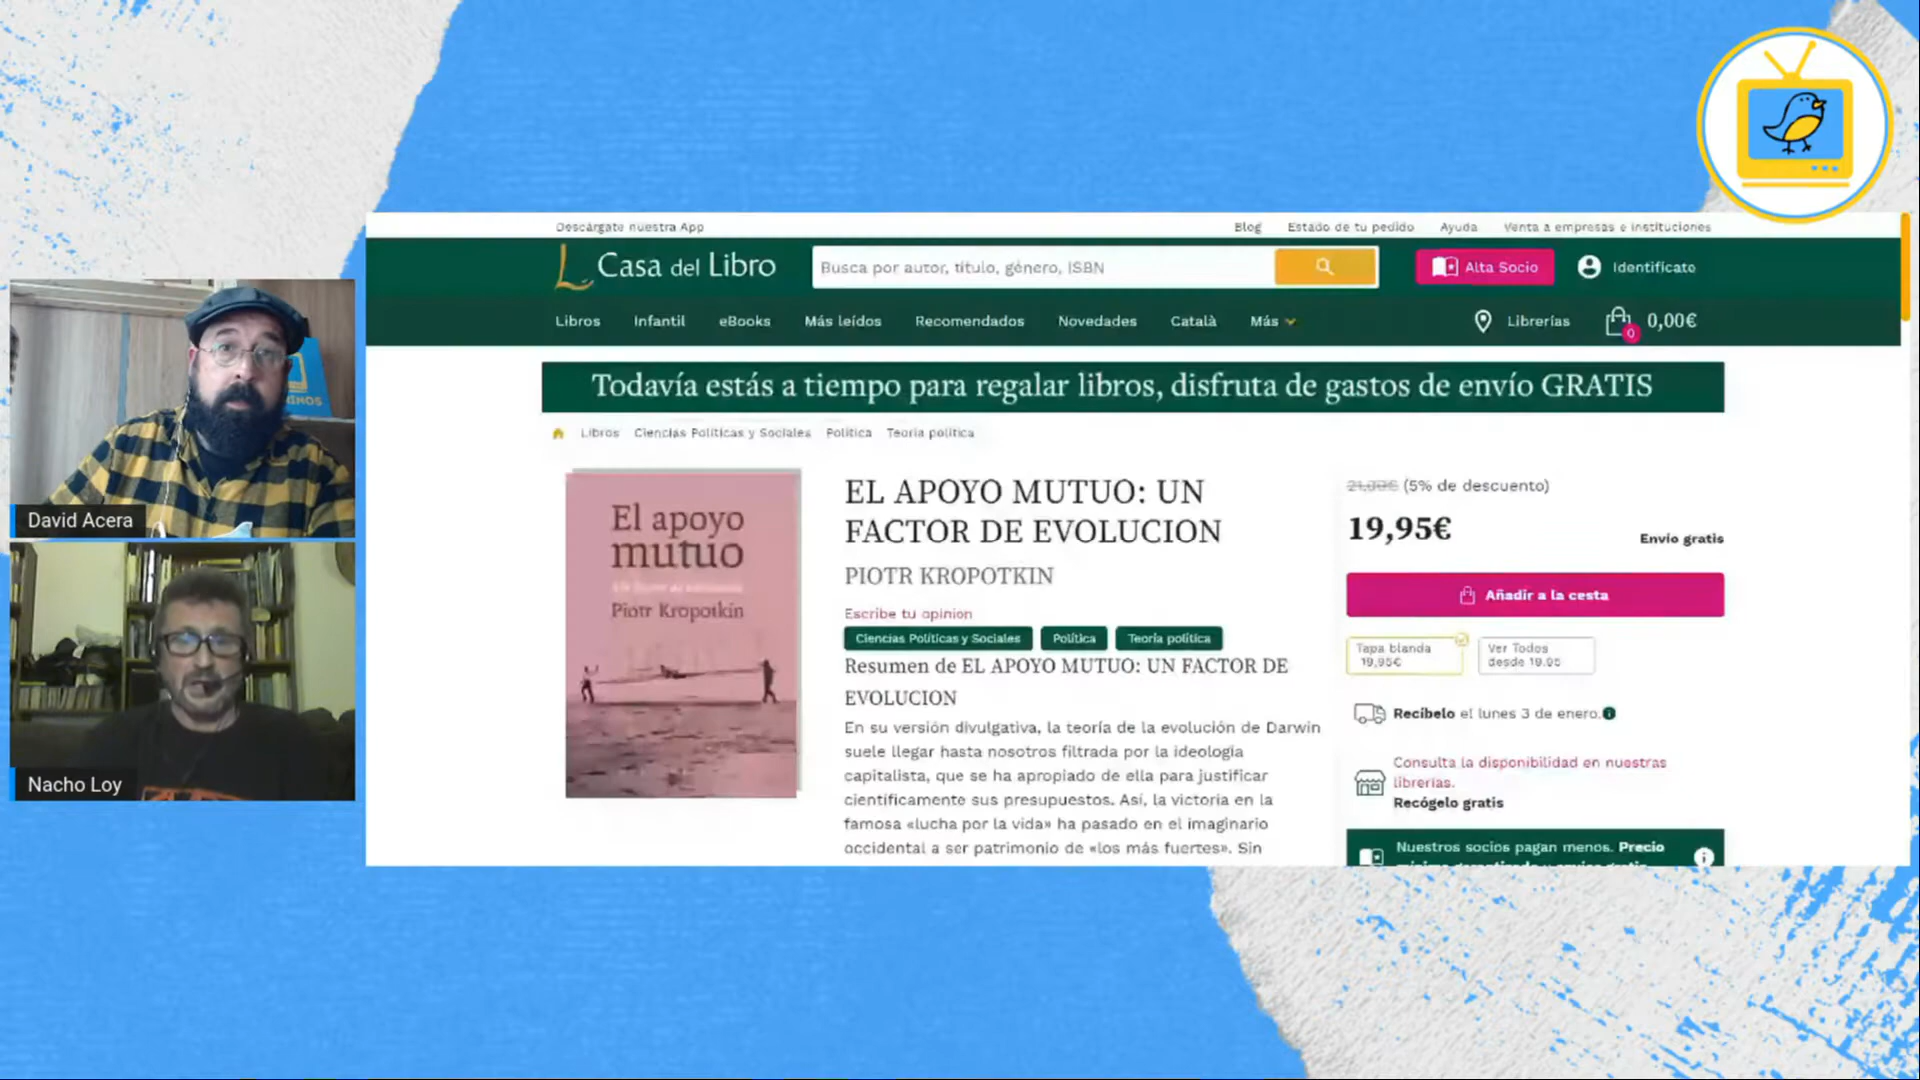 David Acera
Nacho Loy
Descárgate nuestra App
Blog
Estado de tu pedido
Ayuda
Venta a empresas e instituciones
Casa del Libro
Busca por autor, título, género, ISBN
Alta Socio
Identifícate
Libros
Infantil
eBooks
Más leídos
Recomendados
Novedades
Català
Más
Librerías
0
0,00€
Todavía estás a tiempo para regalar libros, disfruta de gastos de envío GRATIS
Libros
Ciencias Políticas y Sociales
Política
Teoría política
El apoyo
mutuo
Piotr Kropotkin
EL APOYO MUTUO: UN
FACTOR DE EVOLUCION
PIOTR KROPOTKIN
Escribe tu opinión
Ciencias Políticas y Sociales
Política
Teoría política
Resumen de EL APOYO MUTUO: UN FACTOR DE
EVOLUCION
En su versión divulgativa, la teoría de la evolución de Darwin
suele llegar hasta nosotros filtrada por la ideología
capitalista, que se ha apropiado de ella para justificar
científicamente sus presupuestos. Así, la victoria en la
famosa «lucha por la vida» ha pasado en el imaginario
occidental a ser patrimonio de «los más fuertes». Sin
21,00€ (5% de descuento)
19,95€
Envío gratis
Añadir a la cesta
Tapa blanda
19,95€
Ver Todos
desde 19.95
Recíbelo el lunes 3 de enero.
Consulta la disponibilidad en nuestras
librerías.
Recógelo gratis
Nuestros socios pagan menos. Precio